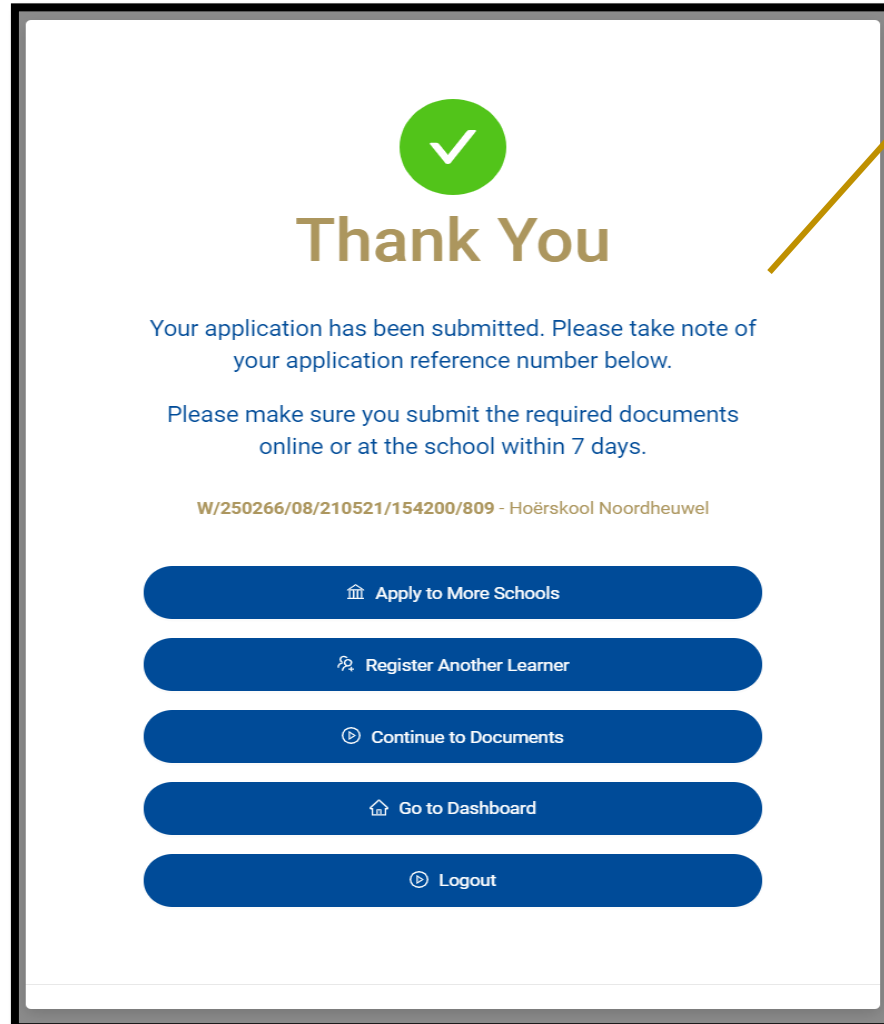 Thank You
Your application has been submitted. Please take note of
your application reference number below.
Please make sure you submit the required documents
online or at the school within 7 days.
W/250266/08/210521/154200/809 - Hoërskool Noordheuwel
Apply to More Schools
Register Another Learner
Continue to Documents
Go to Dashboard
Logout